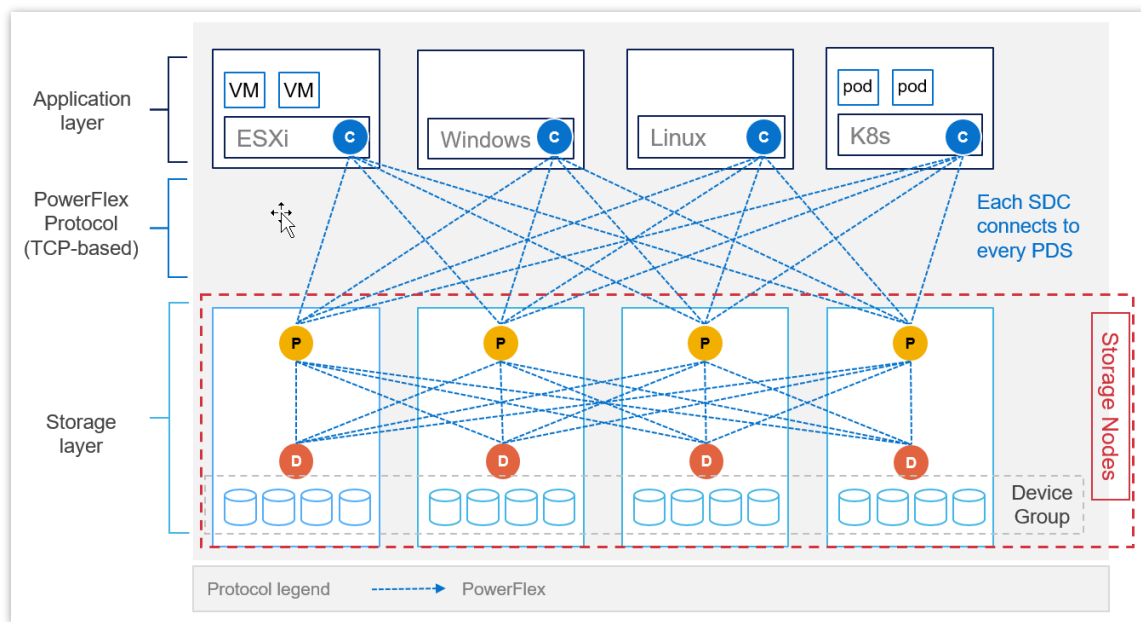 Application
layer
VM
VM
ESXi
C
Windows
C
Linux
C
pod
pod
K8s
C
PowerFlex
Protocol
(TCP-based)
Each SDC
connects to
every PDS
Storage
layer
P
P
P
P
D
D
D
D
Device
Group
Storage Nodes
Protocol legend
PowerFlex